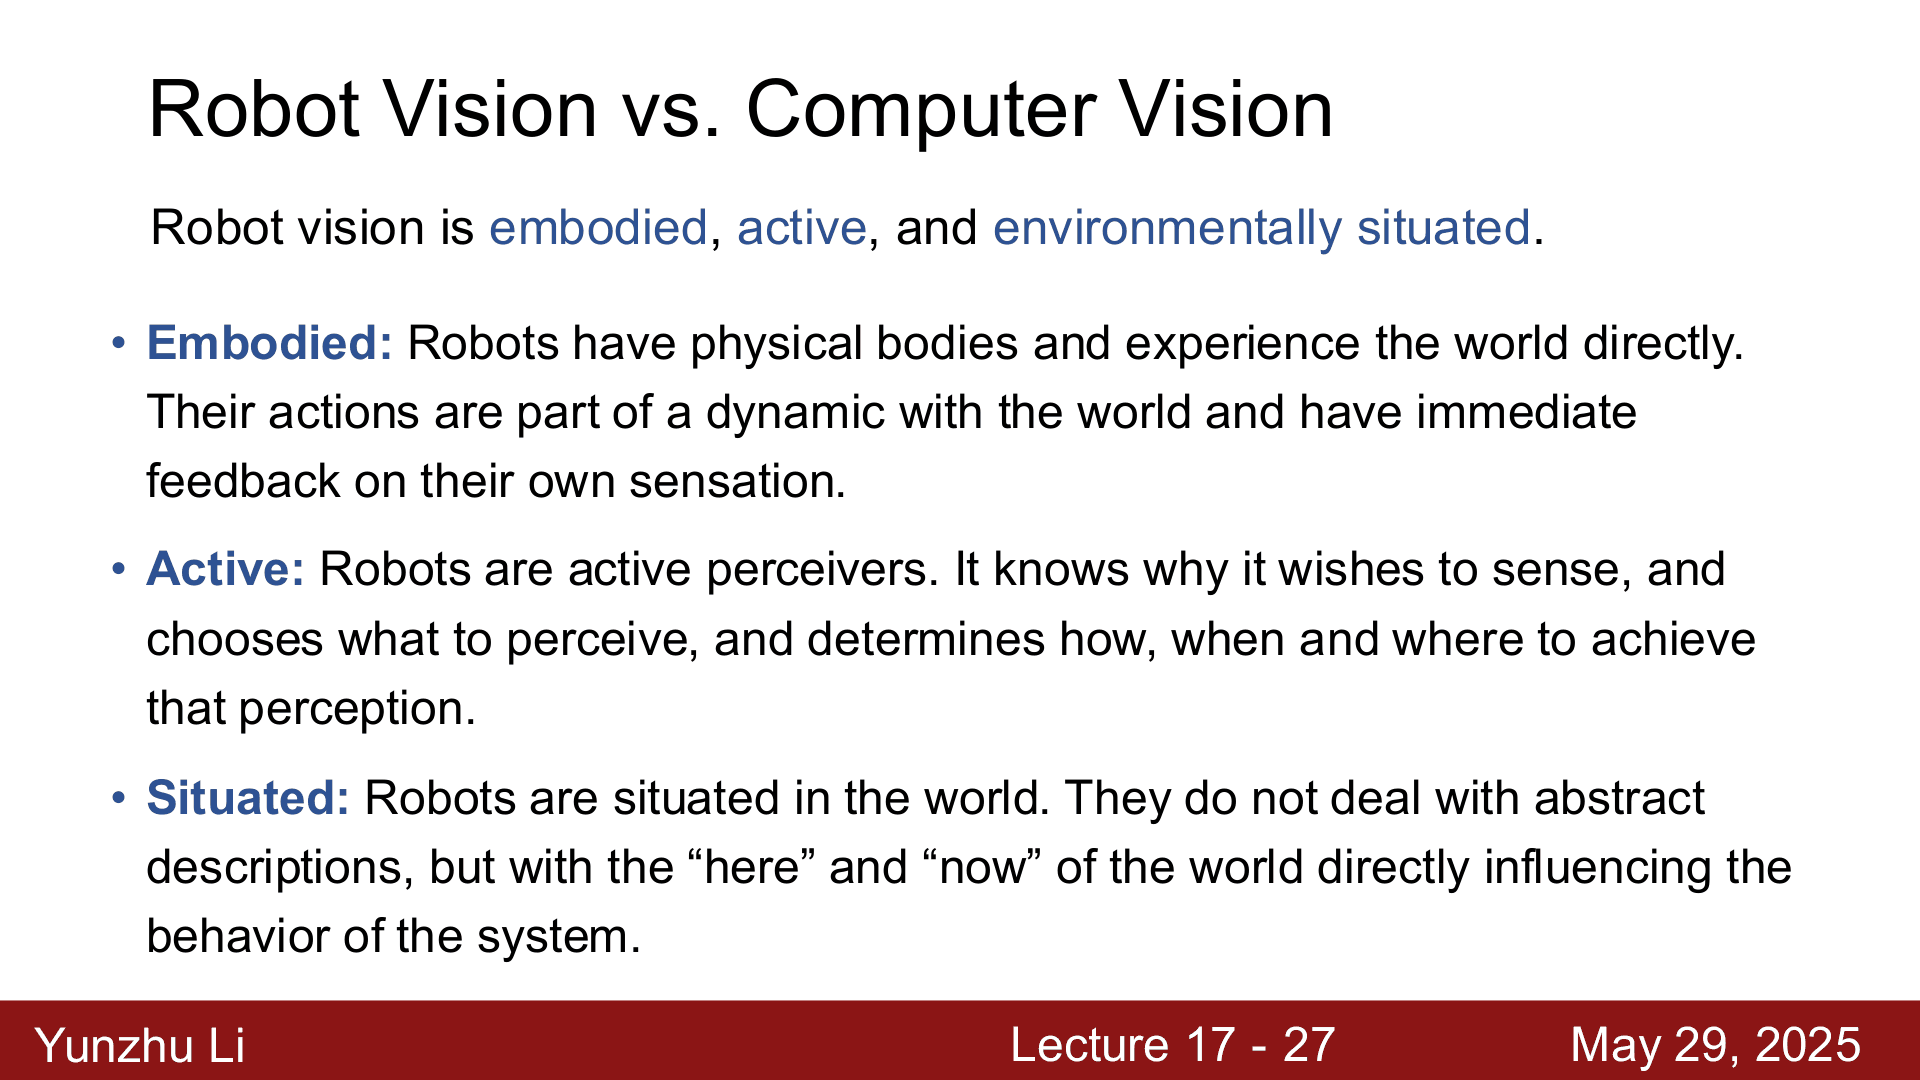 Robot Vision vs. Computer Vision
Robot vision is embodied, active, and environmentally situated.
• Embodied: Robots have physical bodies and experience the world directly.
Their actions are part of a dynamic with the world and have immediate
feedback on their own sensation.
• Active: Robots are active perceivers. It knows why it wishes to sense, and
chooses what to perceive, and determines how, when and where to achieve
that perception.
• Situated: Robots are situated in the world. They do not deal with abstract
descriptions, but with the “here” and “now” of the world directly influencing the
behavior of the system.
Yunzhu Li
Lecture 17 - 27
May 29, 2025